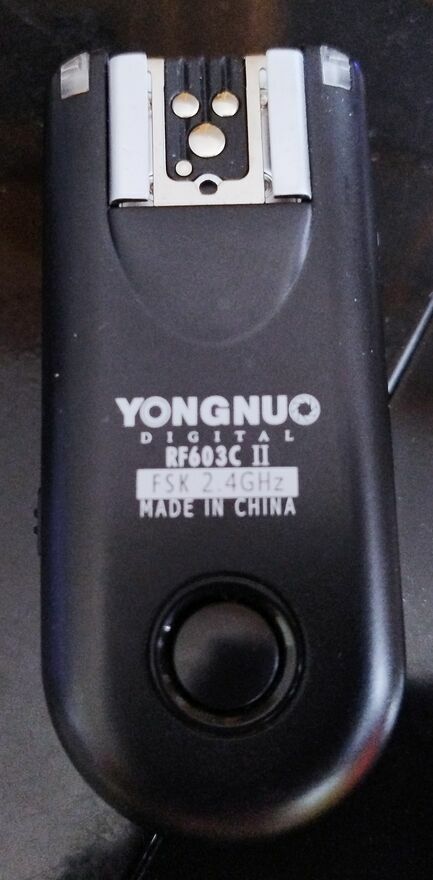 YONGNUO
DIGITAL
RF603C II
FSK 2.4GHz
MADE IN CHINA